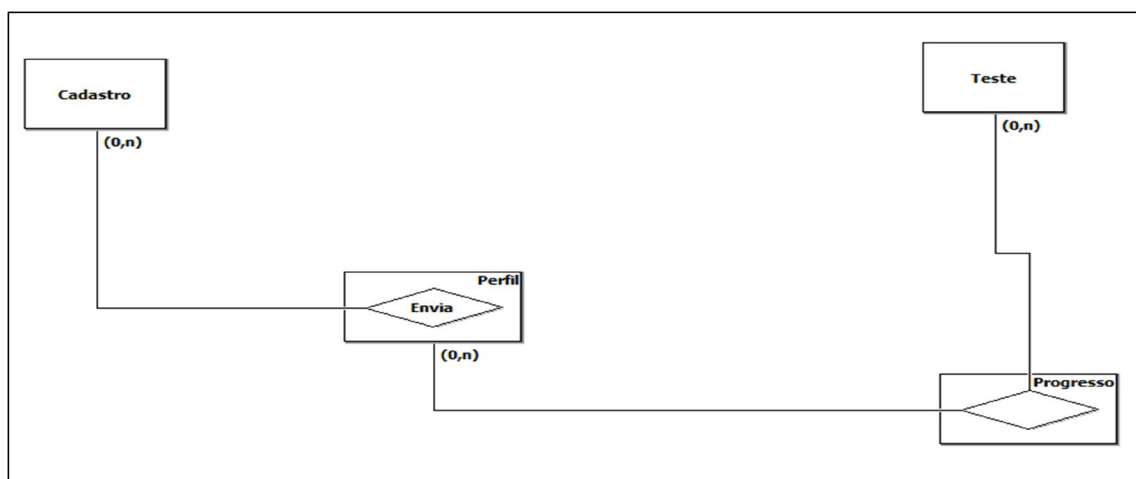 Cadastro
(0,n)
Teste
(0,n)
Perfil
Envia
(0,n)
Progresso